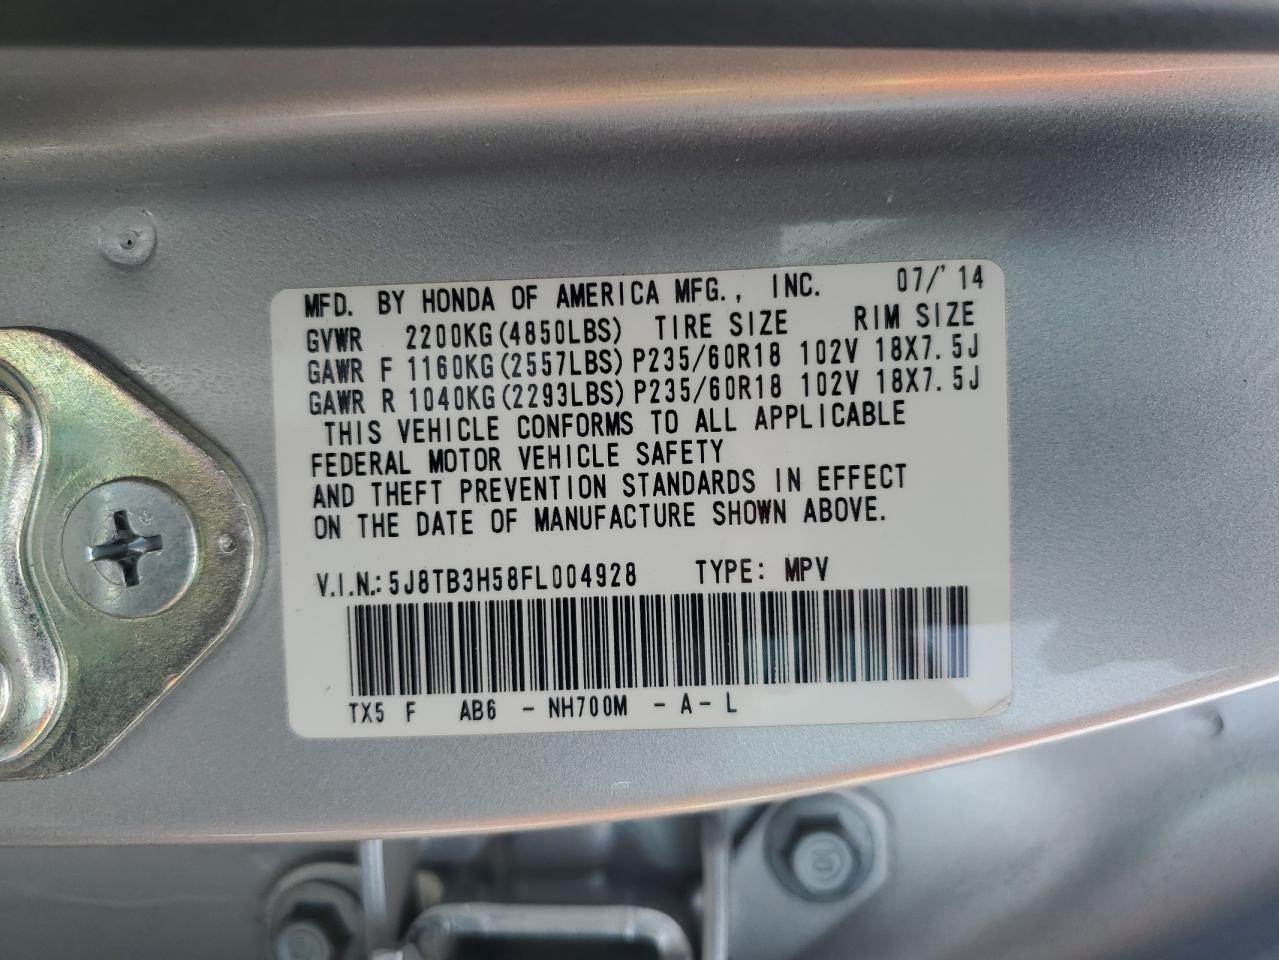 MFD. BY HONDA OF AMERICA MFG., INC. 07/'14
GVWR 2200KG(4850LBS) TIRE SIZE RIM SIZE
GAWR F 1160KG(2557LBS) P235/60R18 102V 18X7.5J
GAWR R 1040KG(2293LBS) P235/60R18 102V 18X7.5J
THIS VEHICLE CONFORMS TO ALL APPLICABLE
FEDERAL MOTOR VEHICLE SAFETY
AND THEFT PREVENTION STANDARDS IN EFFECT
ON THE DATE OF MANUFACTURE SHOWN ABOVE.
V.I.N.: 5J8TB3H58FL004928 TYPE: MPV
TX5 F AB6 - NH700M - A - L